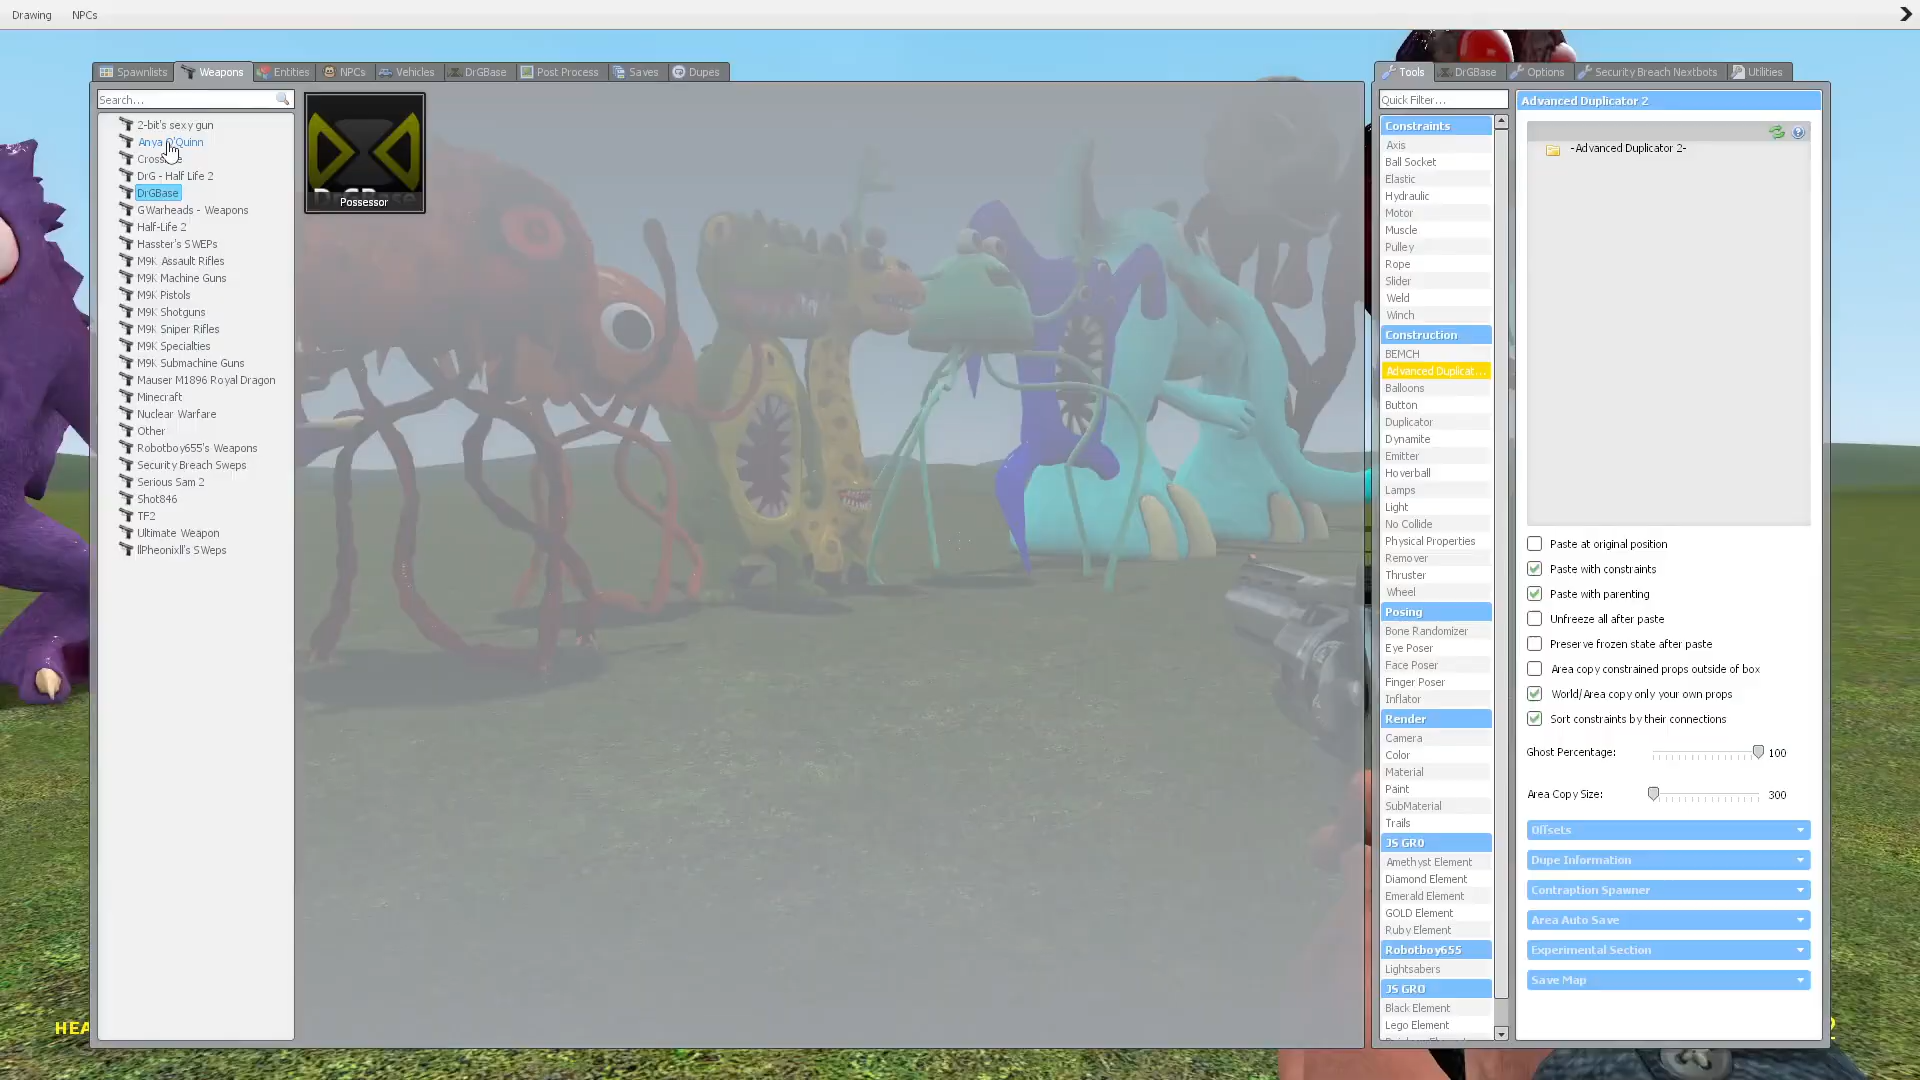 Drawing NPCs
Spawnlists Weapons Entities NPCs Vehicles DrGBase Post Process Saves Dupes
Search...
2-bit's sexy gun
Anya O'Quinn
DrG - Half Life 2
DrGBase
GWarheads - Weapons
Half-Life 2
Hasster's SWEPs
M9K Assault Rifles
M9K Machine Guns
M9K Pistols
M9K Shotguns
M9K Sniper Rifles
M9K Specialties
M9K Submachine Guns
Mauser M1896 Royal Dragon
Minecraft
Nuclear Warfare
Other
Robotboy655's Weapons
Security Breach Sweps
Serious Sam 2
Shot846
TF2
Ultimate Weapon
llPheonixll's SWeps
DrGBase
Possessor
Tools DrGBase Options Security Breach Nextbots Utilities
Quick Filter...
Constraints
Axis
Ball Socket
Elastic
Hydraulic
Motor
Muscle
Pulley
Rope
Slider
Weld
Winch
Construction
BEMCH
Advanced Duplicat...
Balloons
Button
Duplicator
Dynamite
Emitter
Hoverball
Lamps
Light
No Collide
Physical Properties
Remover
Thruster
Wheel
Posing
Bone Randomizer
Eye Poser
Face Poser
Finger Poser
Inflator
Render
Camera
Color
Material
Paint
SubMaterial
Trails
JS GRO
Amethyst Element
Diamond Element
Emerald Element
GOLD Element
Ruby Element
Robotboy655
Lightsabers
JS GRO
Black Element
Lego Element
Advanced Duplicator 2
-Advanced Duplicator 2-
Paste at original position
Paste with constraints
Paste with parenting
Unfreeze all after paste
Preserve frozen state after paste
Area copy constrained props outside of box
World/Area copy only your own props
Sort constraints by their connections
Ghost Percentage: 100
Area Copy Size: 300
Offsets
Dupe Information
Contraption Spawner
Area Auto Save
Experimental Section
Save Map
HEA